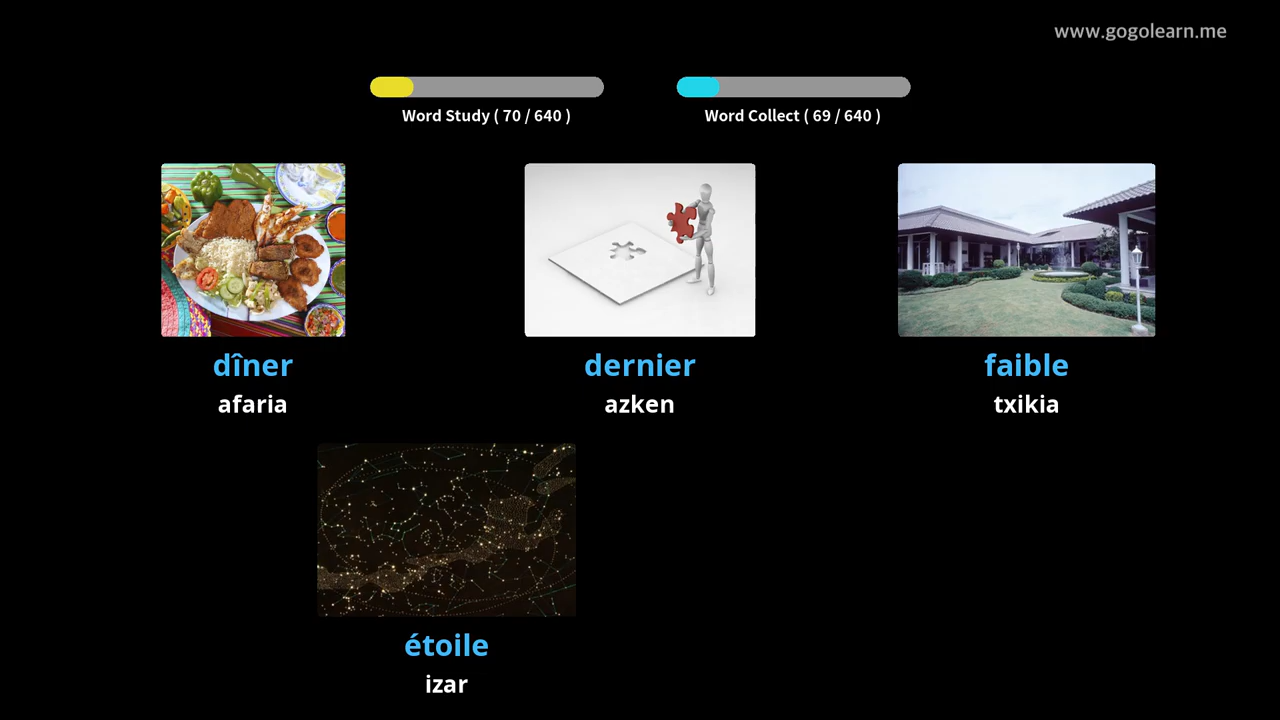 www.gogolearn.me
Word Study ( 70 / 640 )
Word Collect ( 69 / 640 )
dîner
afaria
dernier
azken
faible
txikia
étoile
izar